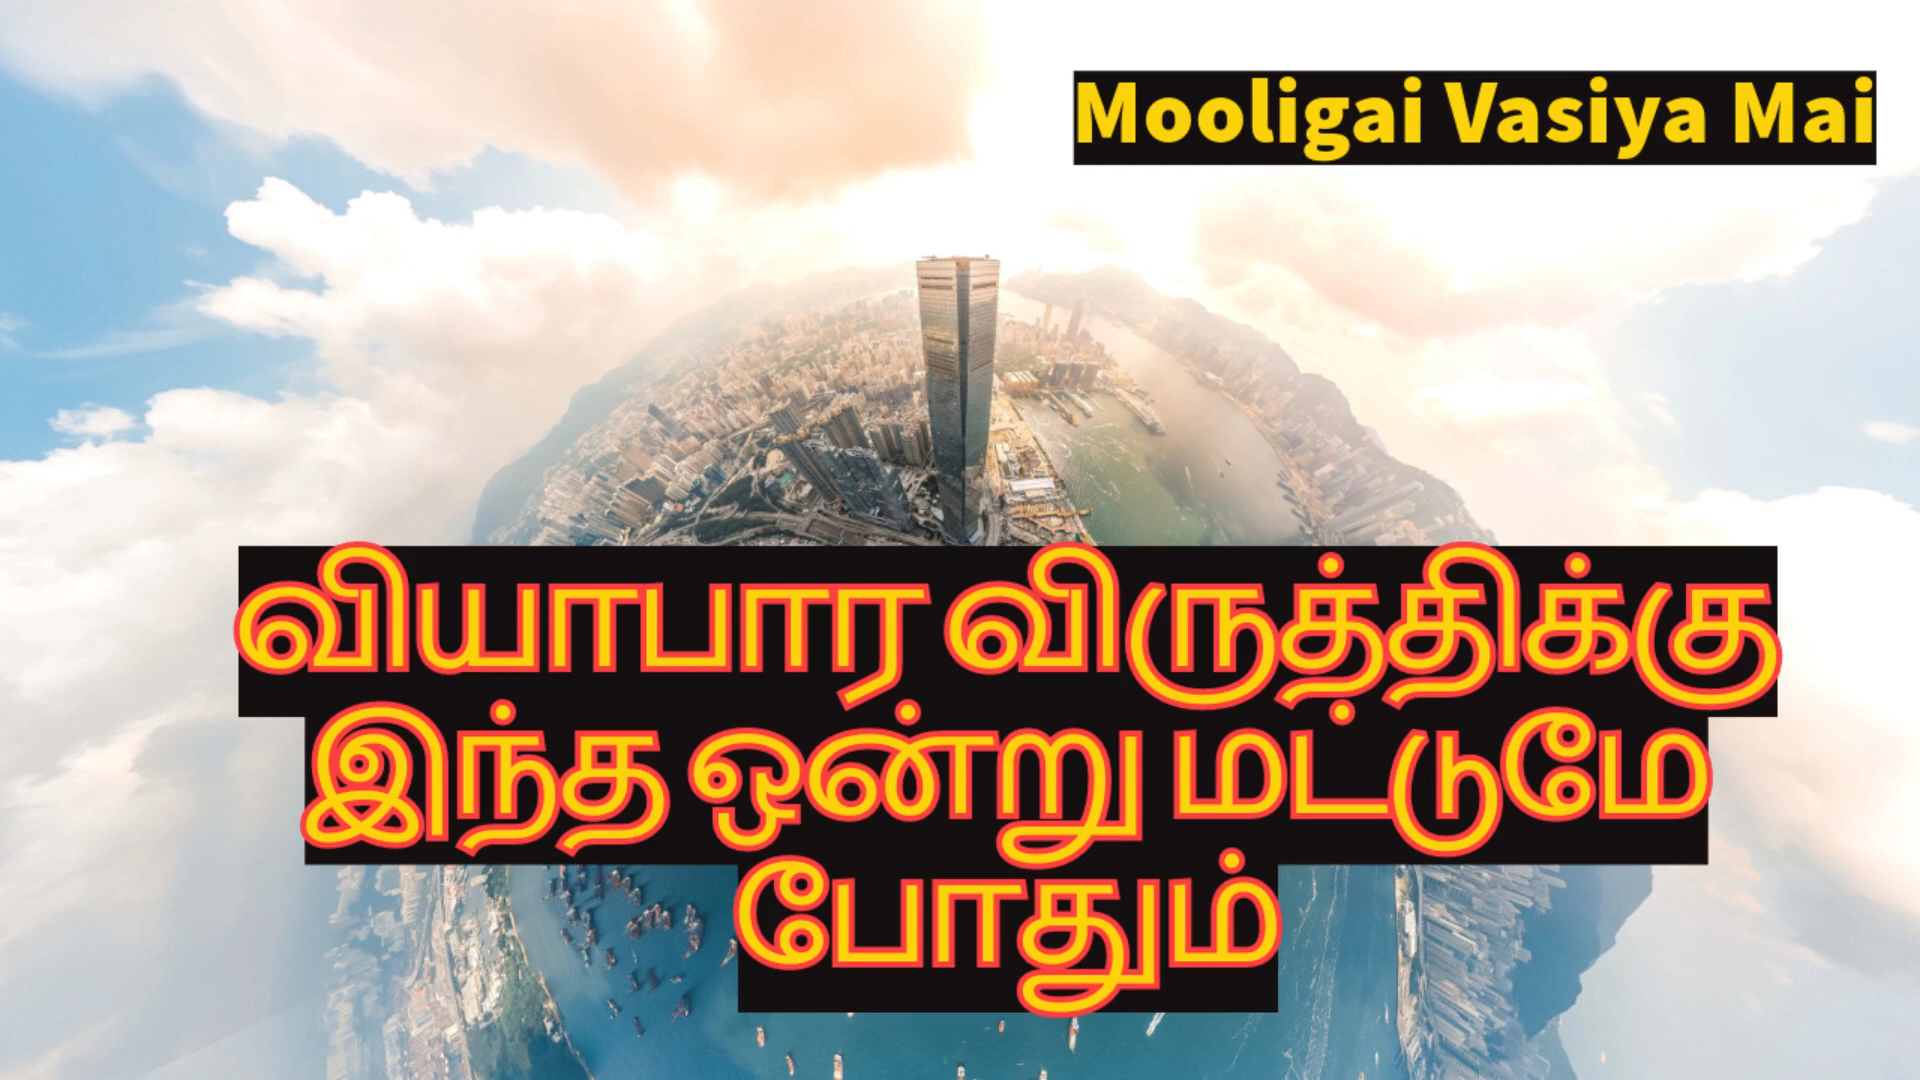 Mooligai Vasiya Mai
வியாபார விருத்திக்கு
இந்த ஒன்று மட்டுமே
போதும்